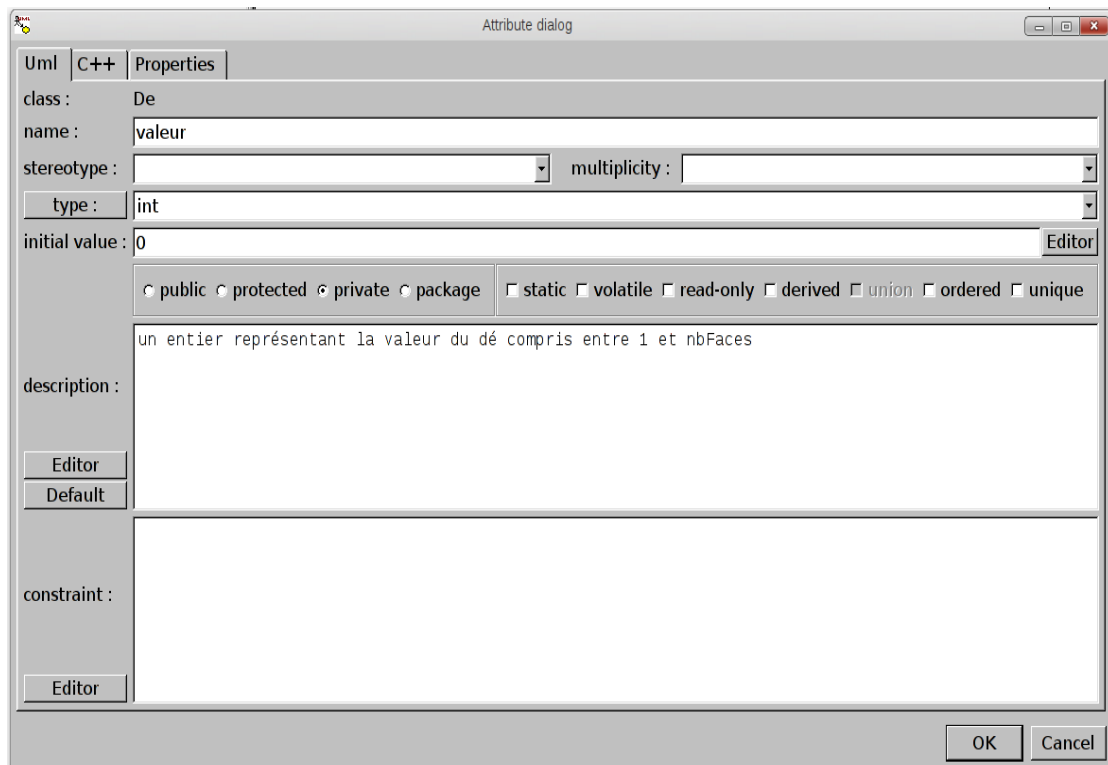 Attribute dialog
Uml C++ Properties
class : De
name : valeur
stereotype : multiplicity :
type : int
initial value : 0 Editor
public protected private package static volatile read-only derived union ordered unique
un entier représentant la valeur du dé compris entre 1 et nbFaces
description :
Editor
Default
constraint :
Editor
OK Cancel